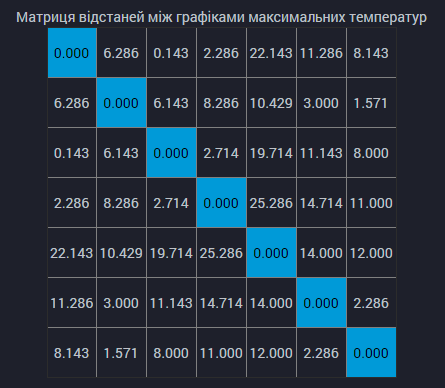 Матриця відстаней між графіками максимальних температур
0.000 6.286 0.143 2.286 22.143 11.286 8.143
6.286 0.000 6.143 8.286 10.429 3.000 1.571
0.143 6.143 0.000 2.714 19.714 11.143 8.000
2.286 8.286 2.714 0.000 25.286 14.714 11.000
22.143 10.429 19.714 25.286 0.000 14.000 12.000
11.286 3.000 11.143 14.714 14.000 0.000 2.286
8.143 1.571 8.000 11.000 12.000 2.286 0.000